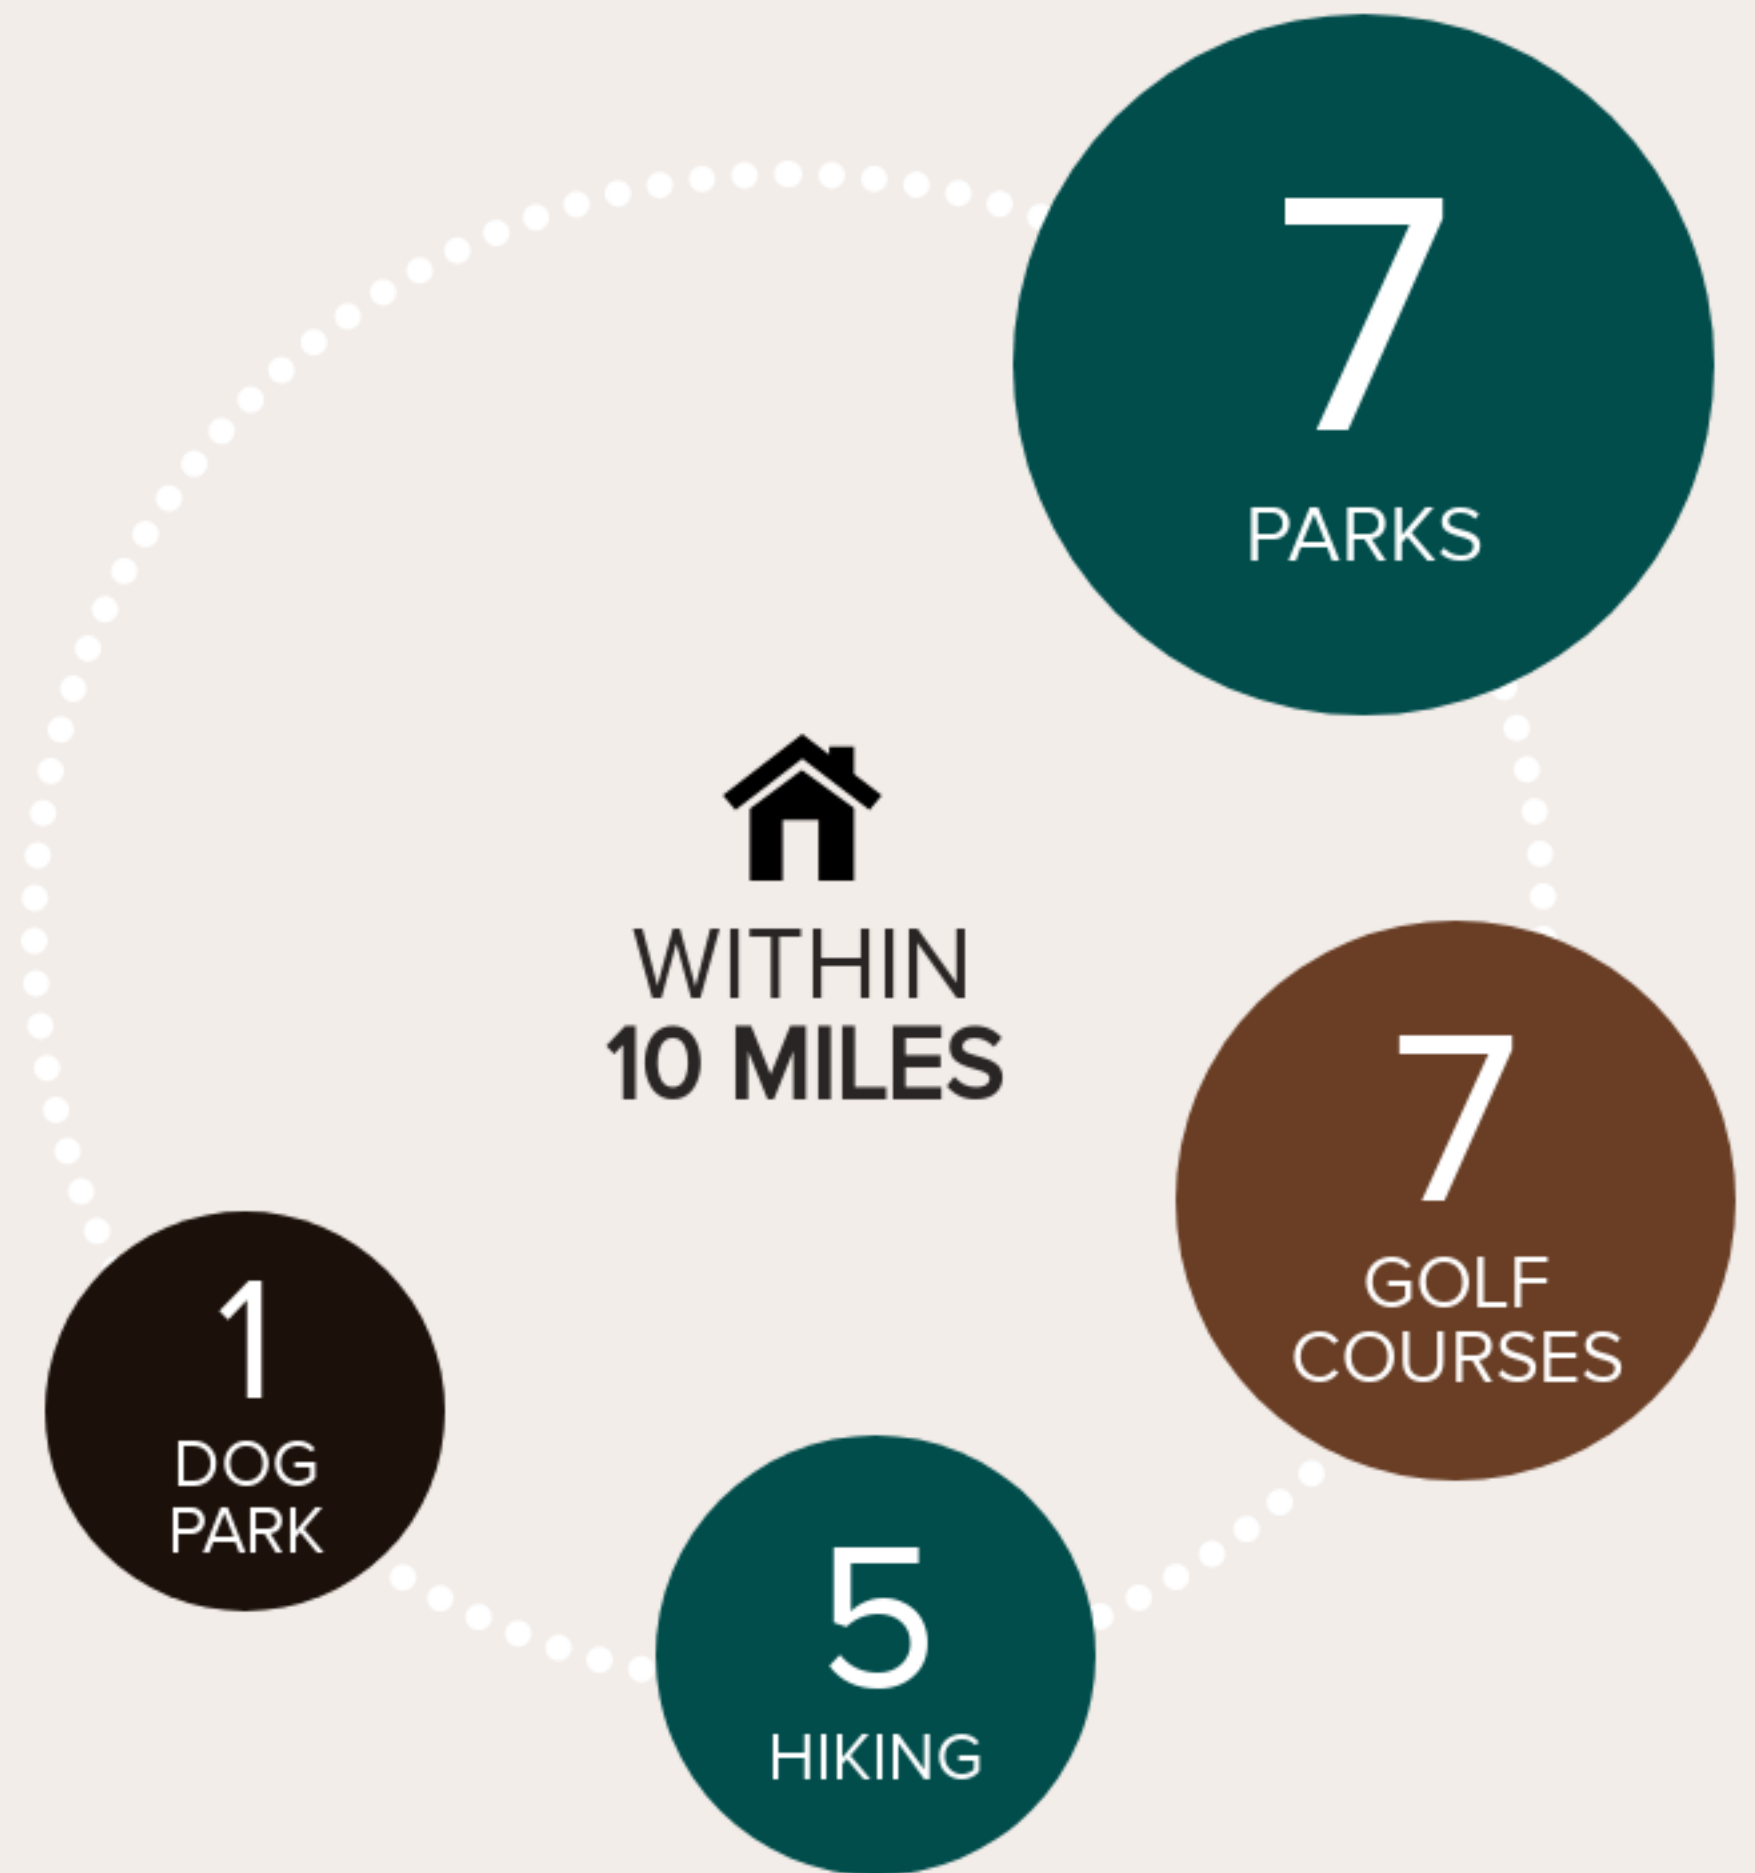 7
PARKS
WITHIN
10 MILES
7
GOLF
COURSES
1
DOG
PARK
5
HIKING